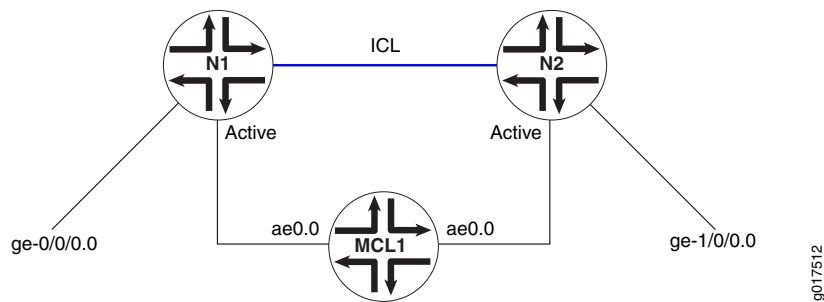 ICL
N1
N2
Active
Active
ae0.0
ae0.0
ge-0/0/0.0
MCL1
ge-1/0/0.0
g017512